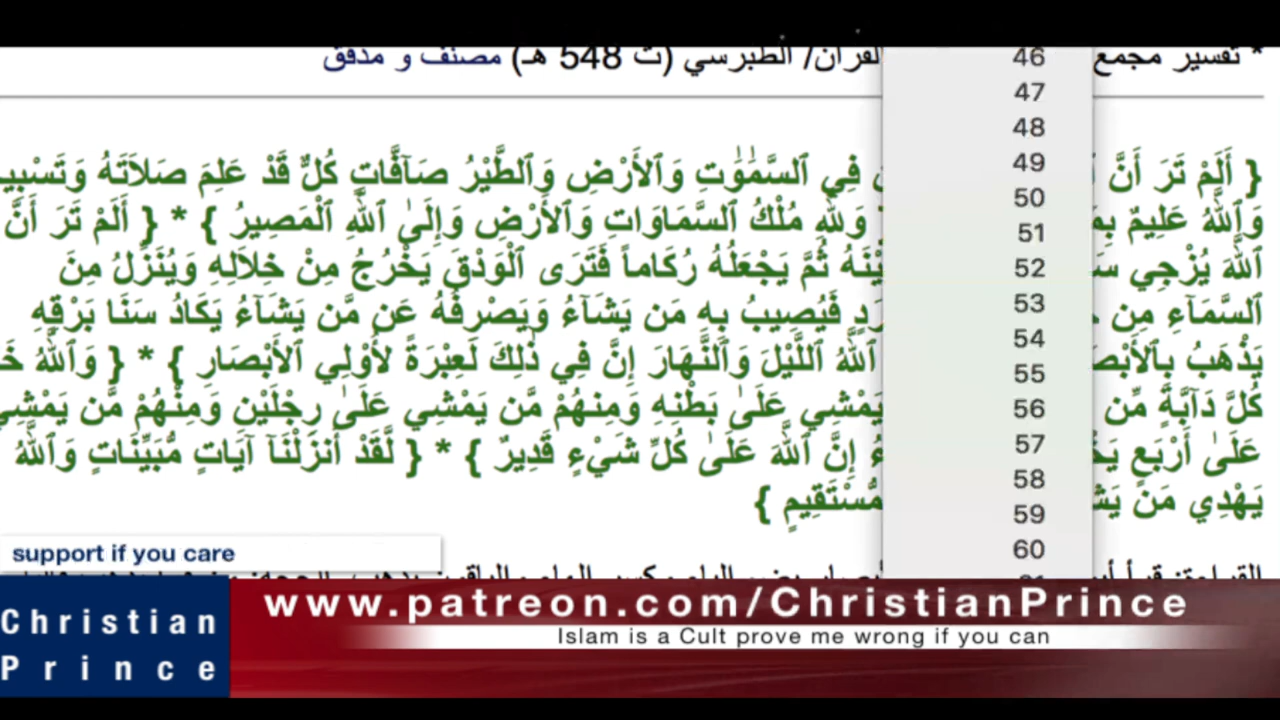 * تفسير مجمع القرآن/ الطبرسي (ت 548 هـ) مصنف و مدقق
{ أَلَمْ تَرَ أَنَّ فِي ٱلسَّمَٰوَٰتِ وَٱلأَرْضِ وَٱلطَّيْرُ صَآفَّاتٍ كُلٌّ قَدْ عَلِمَ صَلاَتَهُ
وَٱللَّهُ عَلِيمٌ وَللَّهِ مُلْكُ ٱلسَّمَاوَاتِ وَٱلأَرْضِ وَإِلَىٰ ٱللَّهِ ٱلْمَصِيرُ } * { أَلَمْ تَرَ أَنَّ
ٱللَّهَ يُزْجِي ثُمَّ يَجْعَلُهُ رُكَاماً فَتَرَى ٱلْوَدْقَ يَخْرُجُ مِنْ خِلاَلِهِ وَيُنَزِّلُ مِنَ
ٱلسَّمَآءِ مِن فَيُصِيبُ بِهِ مَن يَشَآءُ وَيَصْرِفُهُ عَن مَّن يَشَآءُ يَكَادُ سَنَا بَرْقِهِ
يَذْهَبُ ٱللَّهُ ٱللَّيْلَ وَٱلنَّهَارَ إِنَّ فِي ذٰلِكَ لَعِبْرَةً لأُوْلِي ٱلأَبْصَارِ } * { وَٱللَّهُ
كُلَّ دَآبَّةٍ مِّن يَمْشِي عَلَىٰ بَطْنِهِ وَمِنهُمْ مَّن يَمْشِي عَلَىٰ رِجْلَيْنِ وَمِنْهُمْ مَّن
عَلَىٰ أَرْبَعٍ إِنَّ ٱللَّهَ عَلَىٰ كُلِّ شَيْءٍ قَدِيرٌ } * { لَّقَدْ أَنزَلْنَآ آيَاتٍ مُّبَيِّنَاتٍ وَٱللَّهُ
يَهْدِي مَن مُّسْتَقِيمٍ }
46
47
48
49
50
51
52
53
54
55
56
57
58
59
60
support if you care
Christian
Prince
www.patreon.com/ChristianPrince
Islam is a Cult prove me wrong if you can